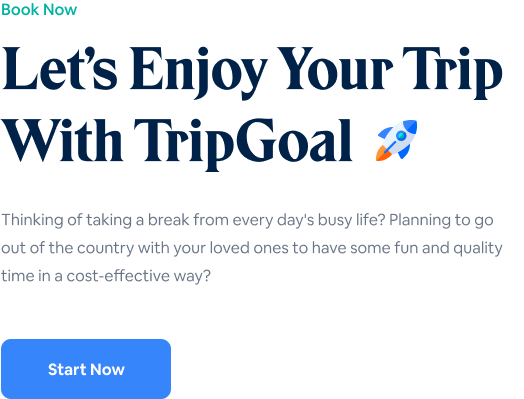 Book Now
Let's Enjoy Your Trip
With TripGoal 🚀
Thinking of taking a break from every day's busy life? Planning to go
out of the country with your loved ones to have some fun and quality
time in a cost-effective way?
Start Now